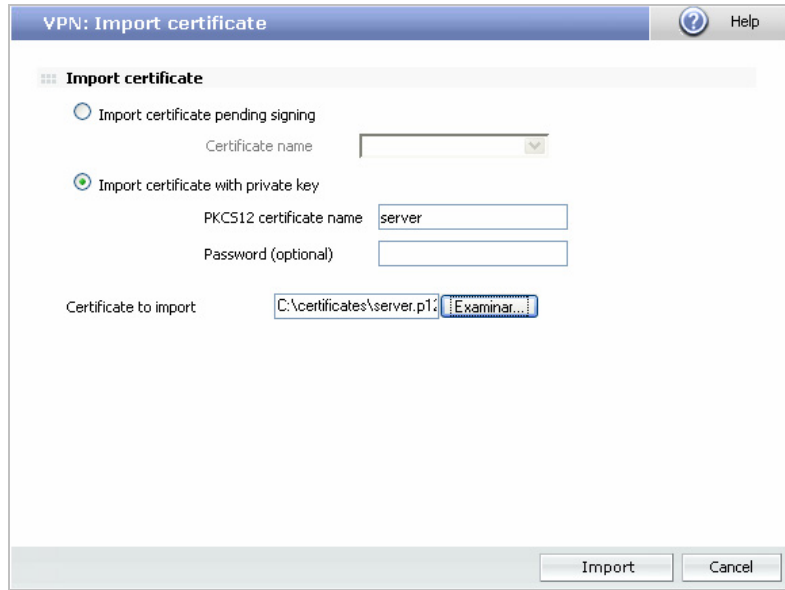 VPN: Import certificate
? Help
Import certificate
Import certificate pending signing
Certificate name
Import certificate with private key
PKCS12 certificate name server
Password (optional)
Certificate to import C:\certificates\server.p12 Examinar...
Import Cancel